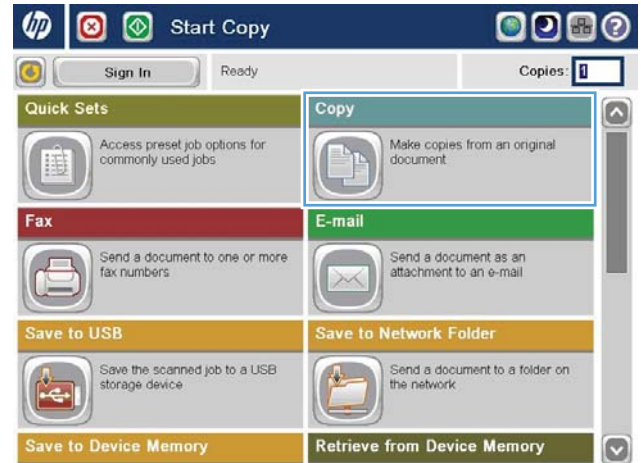 hp
Start Copy
?
Sign In
Ready
Copies: 1
Quick Sets
Access preset job options for
commonly used jobs
Copy
Make copies from an original
document
Fax
Send a document to one or more
fax numbers
E-mail
Send a document as an
attachment to an e-mail
Save to USB
Save the scanned job to a USB
storage device
Save to Network Folder
Send a document to a folder on
the network
Save to Device Memory
Retrieve from Device Memory